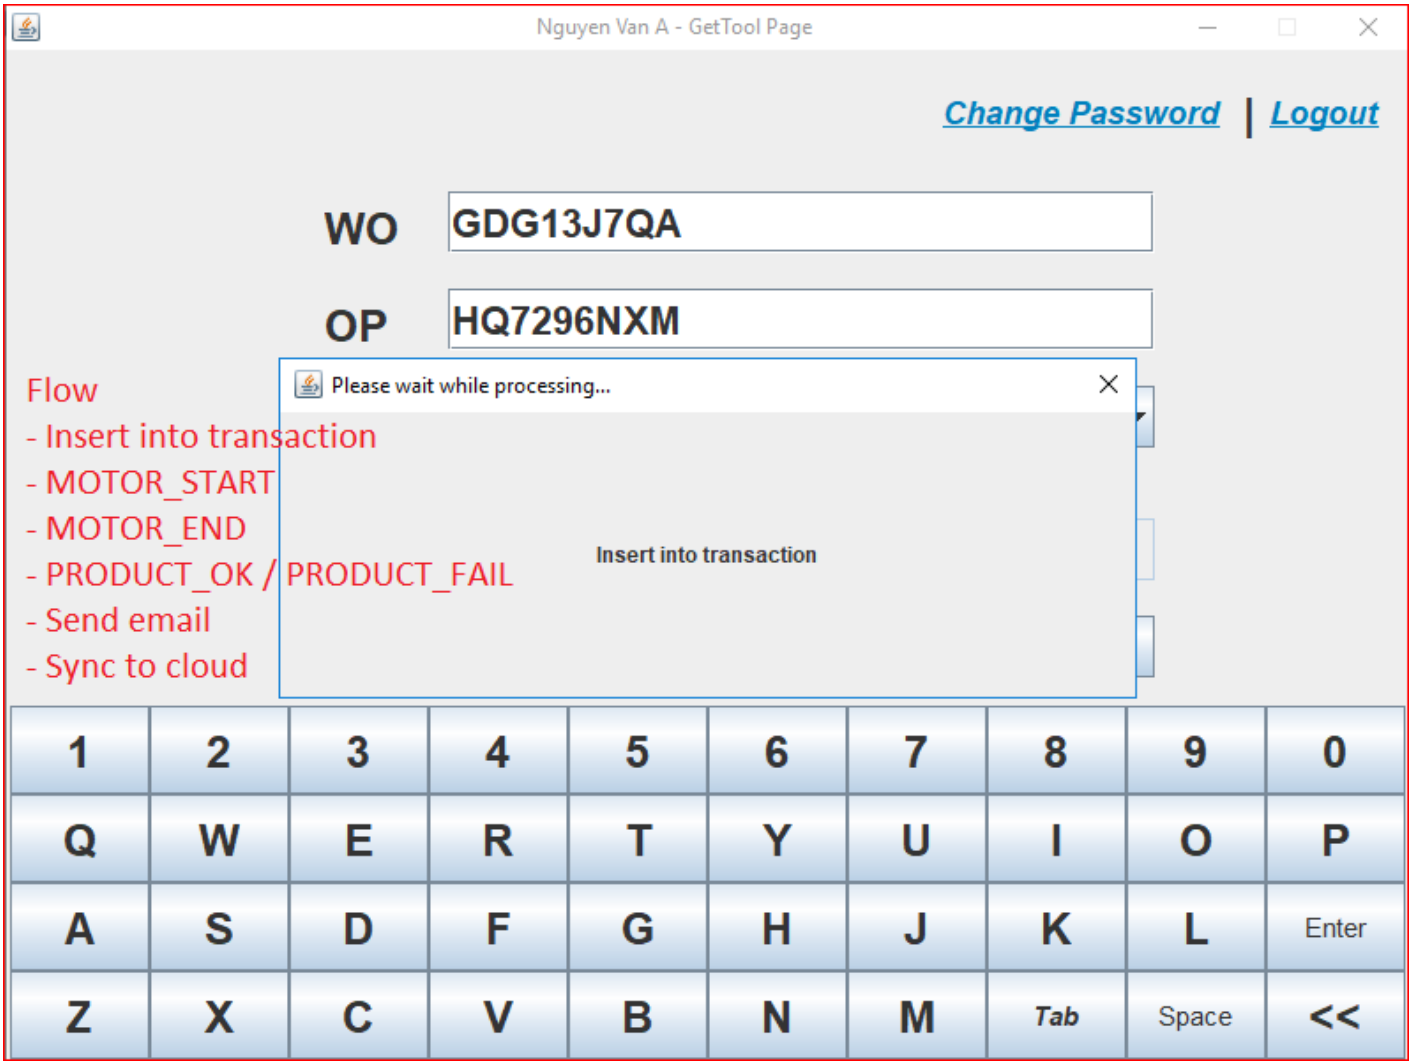 Nguyen Van A - GetTool Page
Change Password | Logout
WO GDG13J7QA
OP HQ7296NXM
Please wait while processing...
Insert into transaction
Flow
- Insert into transaction
- MOTOR_START
- MOTOR_END
- PRODUCT_OK / PRODUCT_FAIL
- Send email
- Sync to cloud
1 2 3 4 5 6 7 8 9 0
Q W E R T Y U I O P
A S D F G H J K L Enter
Z X C V B N M Tab Space <<